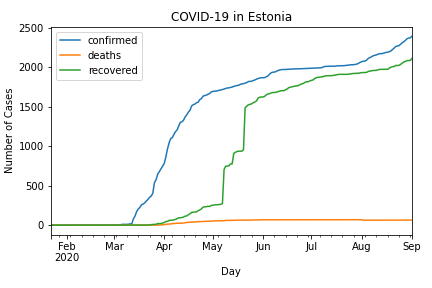 COVID-19 in Estonia
confirmed
deaths
recovered
Number of Cases
2500
2000
1500
1000
500
0
Feb Mar Apr May Jun Jul Aug Sep
2020
Day